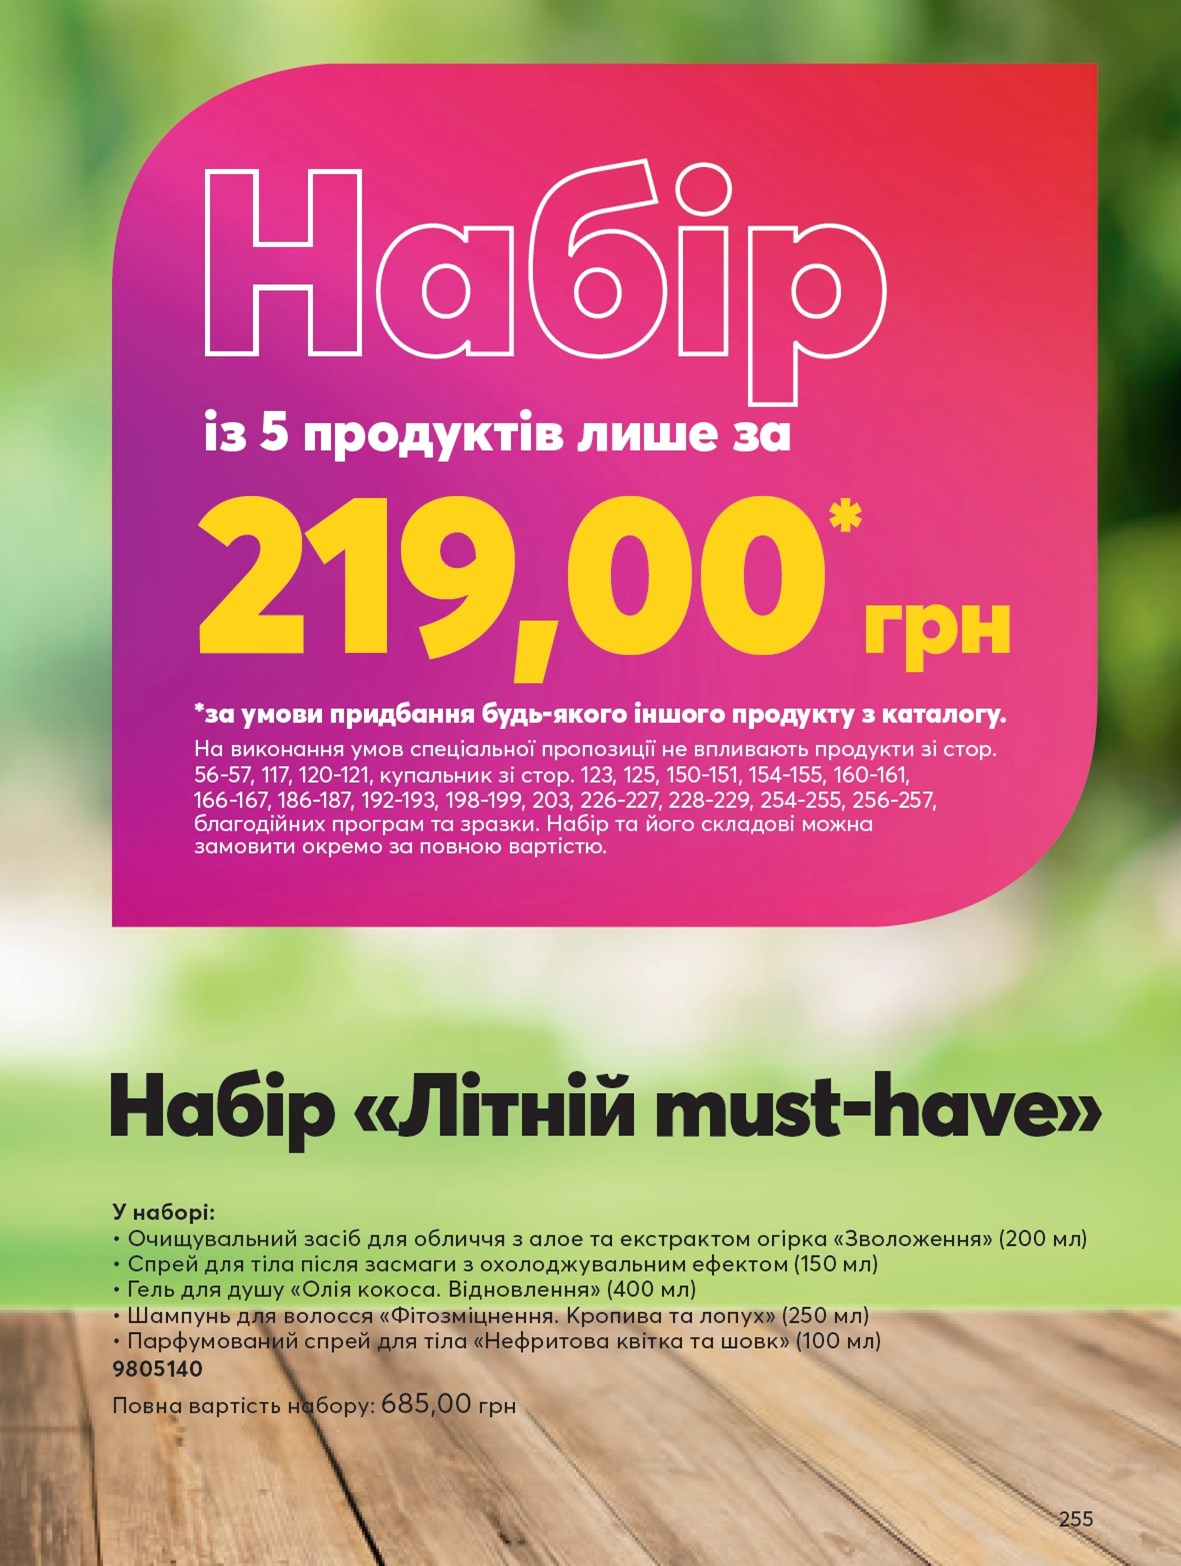 Набір
із 5 продуктів лише за
219,00*
грн
*за умови придбання будь-якого іншого продукту з каталогу.
На виконання умов спеціальної пропозиції не впливають продукти зі стор.
56-57, 117, 120-121, купальник зі стор. 123, 125, 150-151, 154-155, 160-161,
166-167, 186-187, 192-193, 198-199, 203, 226-227, 228-229, 254-255, 256-257,
благодійних програм та зразки. Набір та його складові можна
замовити окремо за повною вартістю.
Набір «Літній must-have»
У наборі:
• Очищувальний засіб для обличчя з алое та екстрактом огірка «Зволоження» (200 мл)
• Спрей для тіла після засмаги з охолоджувальним ефектом (150 мл)
• Гель для душу «Олія кокоса. Відновлення» (400 мл)
• Шампунь для волосся «Фітозміцнення. Кропива та лопух» (250 мл)
• Парфумований спрей для тіла «Нефритова квітка та шовк» (100 мл)
9805140
Повна вартість набору: 685,00 грн
255